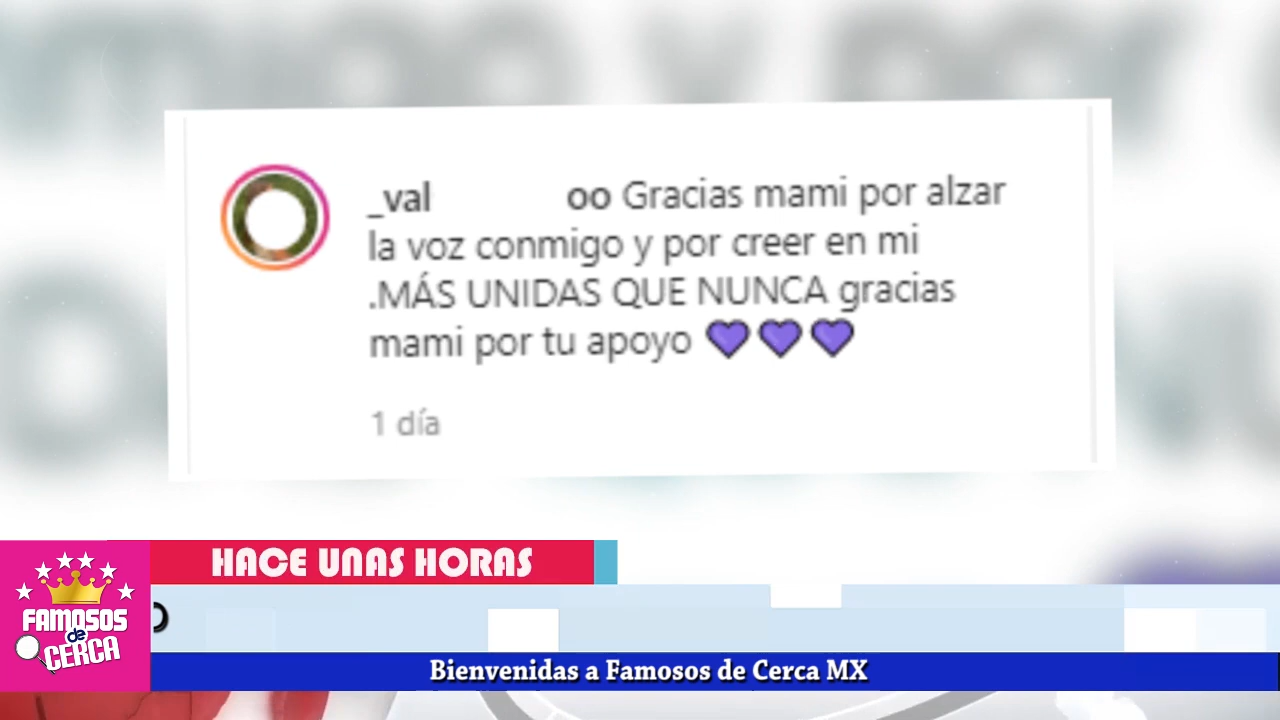 _val oo Gracias mami por alzar
la voz conmigo y por creer en mi
.MÁS UNIDAS QUE NUNCA gracias
mami por tu apoyo 💜💜💜
1 día
HACE UNAS HORAS
FAMOSOS
de
CERCA
Bienvenidas a Famosos de Cerca MX